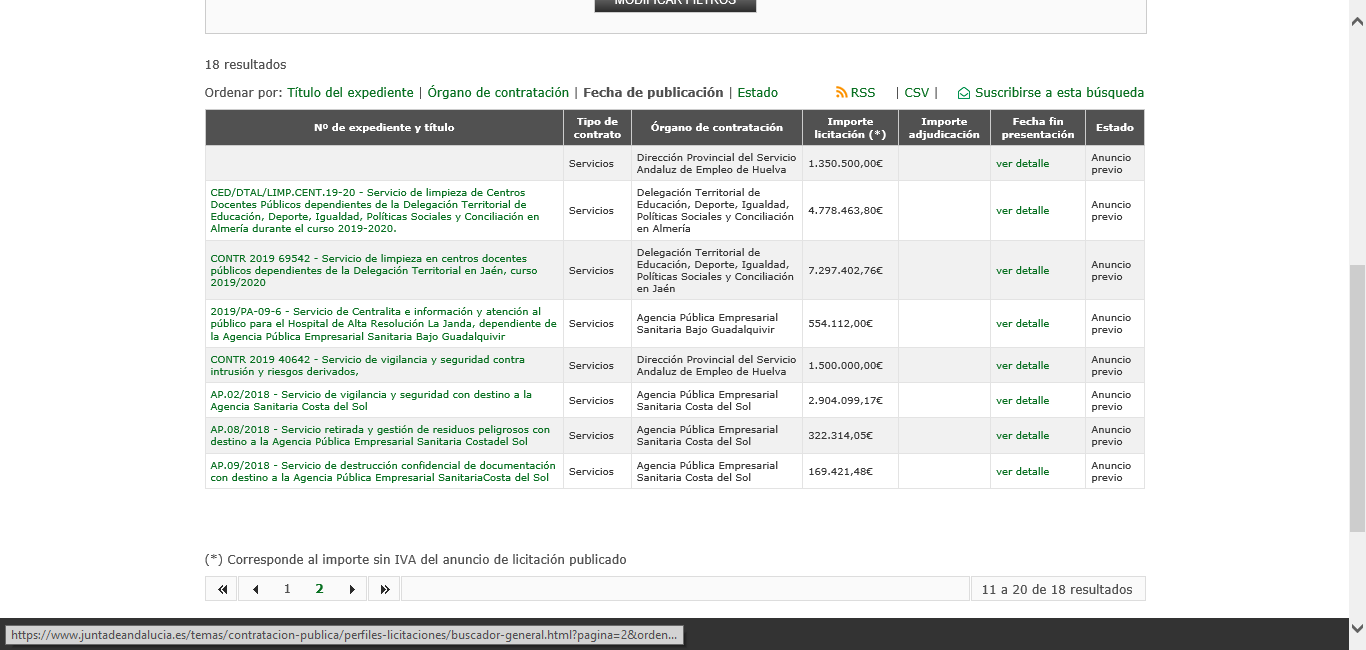 MODIFICAR FILTROS
18 resultados
Ordenar por: Título del expediente | Órgano de contratación | Fecha de publicación | Estado RSS | CSV | Suscribirse a esta búsqueda
Nº de expediente y título
Tipo de
contrato
Órgano de contratación
Importe
licitación (*)
Importe
adjudicación
Fecha fin
presentación
Estado
Servicios
Dirección Provincial del Servicio
Andaluz de Empleo de Huelva
1.350.500,00€
ver detalle
Anuncio
previo
CED/DTAL/LIMP.CENT.19-20 - Servicio de limpieza de Centros
Docentes Públicos dependientes de la Delegación Territorial de
Educación, Deporte, Igualdad, Políticas Sociales y Conciliación en
Almería durante el curso 2019-2020.
Servicios
Delegación Territorial de
Educación, Deporte, Igualdad,
Políticas Sociales y Conciliación
en Almería
4.778.463,80€
ver detalle
Anuncio
previo
CONTR 2019 69542 - Servicio de limpieza en centros docentes
públicos dependientes de la Delegación Territorial en Jaén, curso
2019/2020
Servicios
Delegación Territorial de
Educación, Deporte, Igualdad,
Políticas Sociales y Conciliación
en Jaén
7.297.402,76€
ver detalle
Anuncio
previo
2019/PA-09-6 - Servicio de Centralita e información y atención al
público para el Hospital de Alta Resolución La Janda, dependiente de
la Agencia Pública Empresarial Sanitaria Bajo Guadalquivir
Servicios
Agencia Pública Empresarial
Sanitaria Bajo Guadalquivir
554.112,00€
ver detalle
Anuncio
previo
CONTR 2019 40642 - Servicio de vigilancia y seguridad contra
intrusión y riesgos derivados,
Servicios
Dirección Provincial del Servicio
Andaluz de Empleo de Huelva
1.500.000,00€
ver detalle
Anuncio
previo
AP.02/2018 - Servicio de vigilancia y seguridad con destino a la
Agencia Sanitaria Costa del Sol
Servicios
Agencia Pública Empresarial
Sanitaria Costa del Sol
2.904.099,17€
ver detalle
Anuncio
previo
AP.08/2018 - Servicio retirada y gestión de residuos peligrosos con
destino a la Agencia Pública Empresarial Sanitaria Costadel Sol
Servicios
Agencia Pública Empresarial
Sanitaria Costa del Sol
322.314,05€
ver detalle
Anuncio
previo
AP.09/2018 - Servicio de destrucción confidencial de documentación
con destino a la Agencia Pública Empresarial SanitariaCosta del Sol
Servicios
Agencia Pública Empresarial
Sanitaria Costa del Sol
169.421,48€
ver detalle
Anuncio
previo
(*) Corresponde al importe sin IVA del anuncio de licitación publicado
1 2
11 a 20 de 18 resultados
https://www.juntadeandalucia.es/temas/contratacion-publica/perfiles-licitaciones/buscador-general.html?pagina=2&orden...